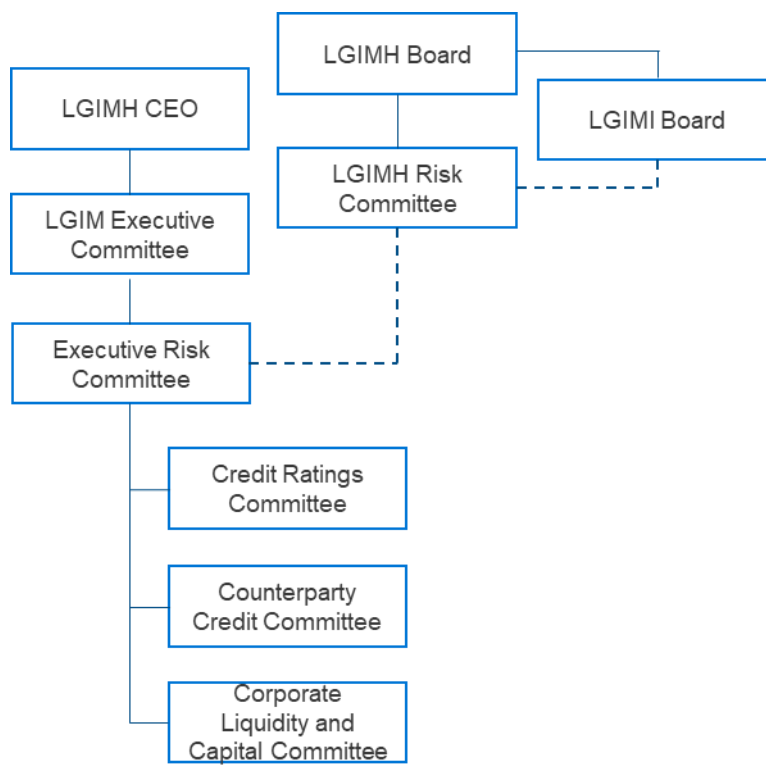 LGIMH Board
LGIMH CEO
LGIMI Board
LGIMH Risk
Committee
LGIM Executive
Committee
Executive Risk
Committee
Credit Ratings
Committee
Counterparty
Credit Committee
Corporate
Liquidity and
Capital Committee